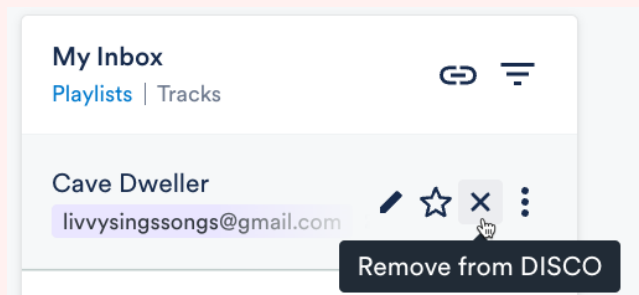 My Inbox
Playlists | Tracks
Cave Dweller
livvysingssongs@gmail.com
Remove from DISCO